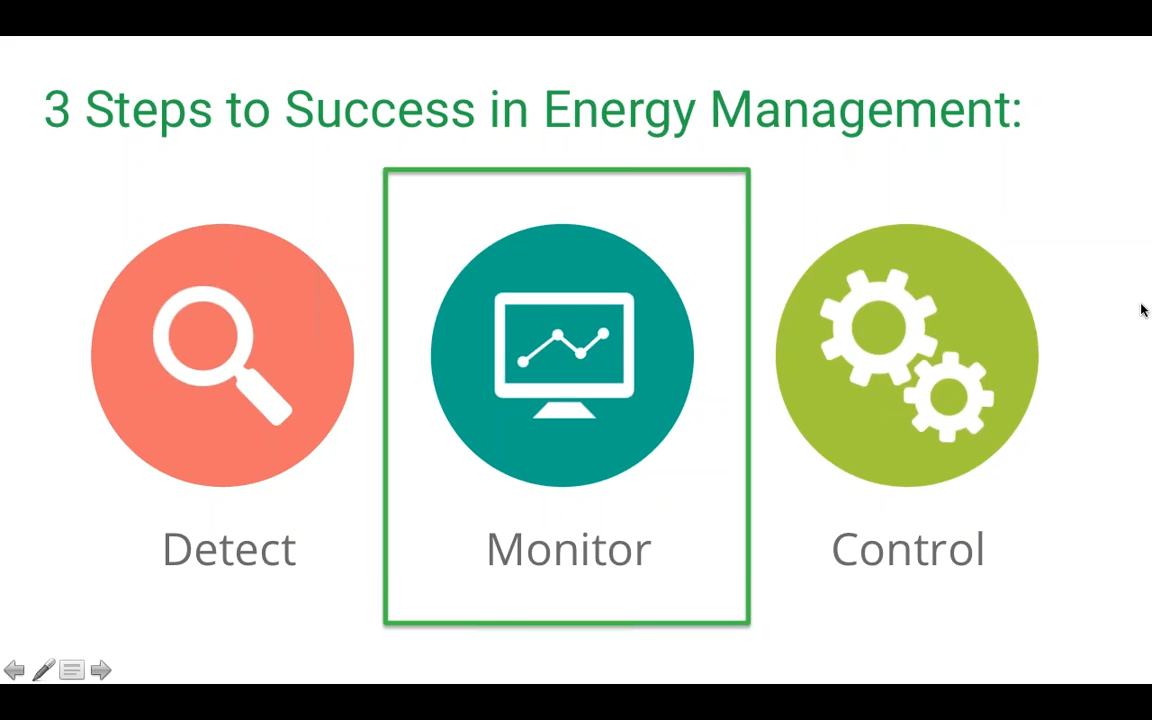 3 Steps to Success in Energy Management:
Detect
Monitor
Control